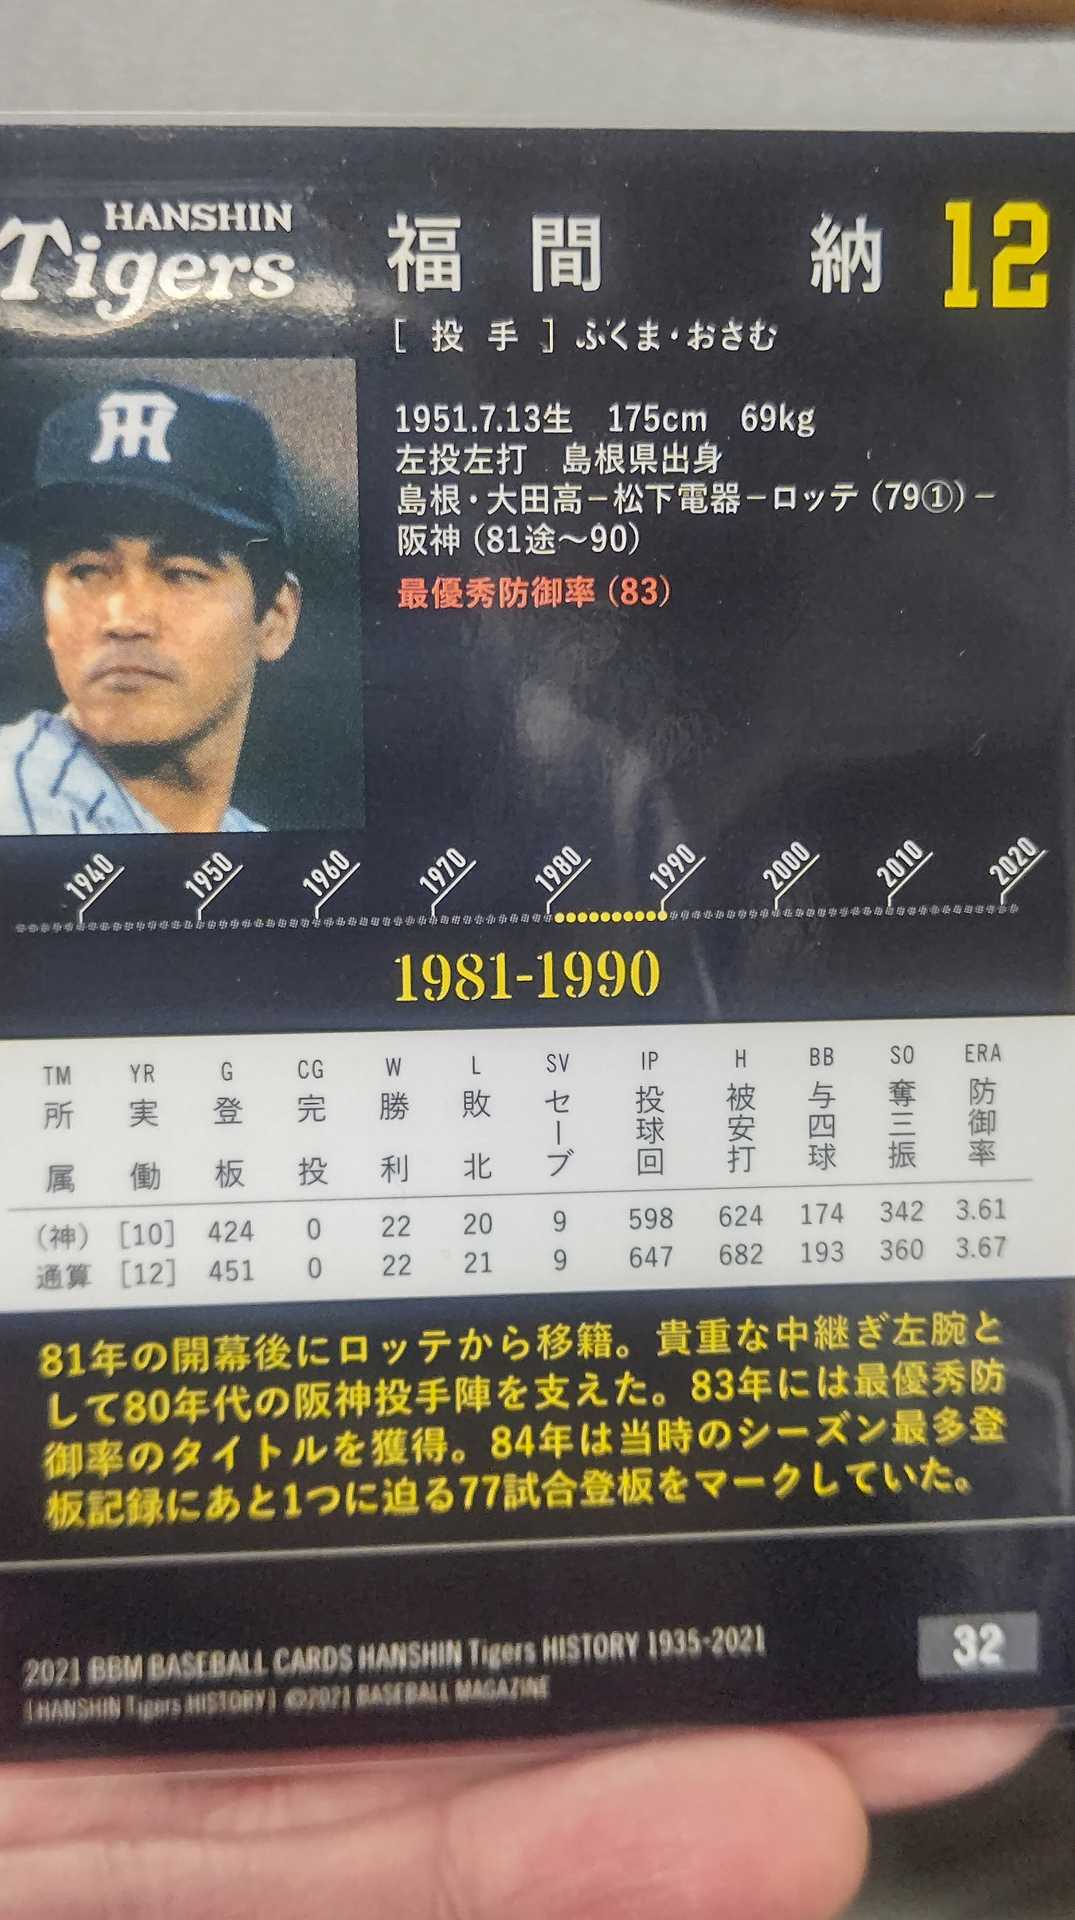 HANSHIN
Tigers
福間 納 12
[投手] ふくま・おさむ
1951.7.13生 175cm 69kg
左投左打 島根県出身
島根・大田高－松下電器－ロッテ(79①)－
阪神(81途～90)
最優秀防御率(83)
1940 1950 1960 1970 1980 1990 2000 2010 2020
1981-1990
TM YR G CG W L SV IP H BB SO ERA
所属 実働 登板 完投 勝利 敗北 セーブ 投球回 被安打 与四球 奪三振 防御率
(神) [10] 424 0 22 20 9 598 624 174 342 3.61
通算 [12] 451 0 22 21 9 647 682 193 360 3.67
81年の開幕後にロッテから移籍。貴重な中継ぎ左腕と
して80年代の阪神投手陣を支えた。83年には最優秀防
御率のタイトルを獲得。84年は当時のシーズン最多登
板記録にあと1つに迫る77試合登板をマークしていた。
2021 BBM BASEBALL CARDS HANSHIN Tigers HISTORY 1935-2021
[HANSHIN Tigers HISTORY] ©2021 BASEBALL MAGAZINE
32